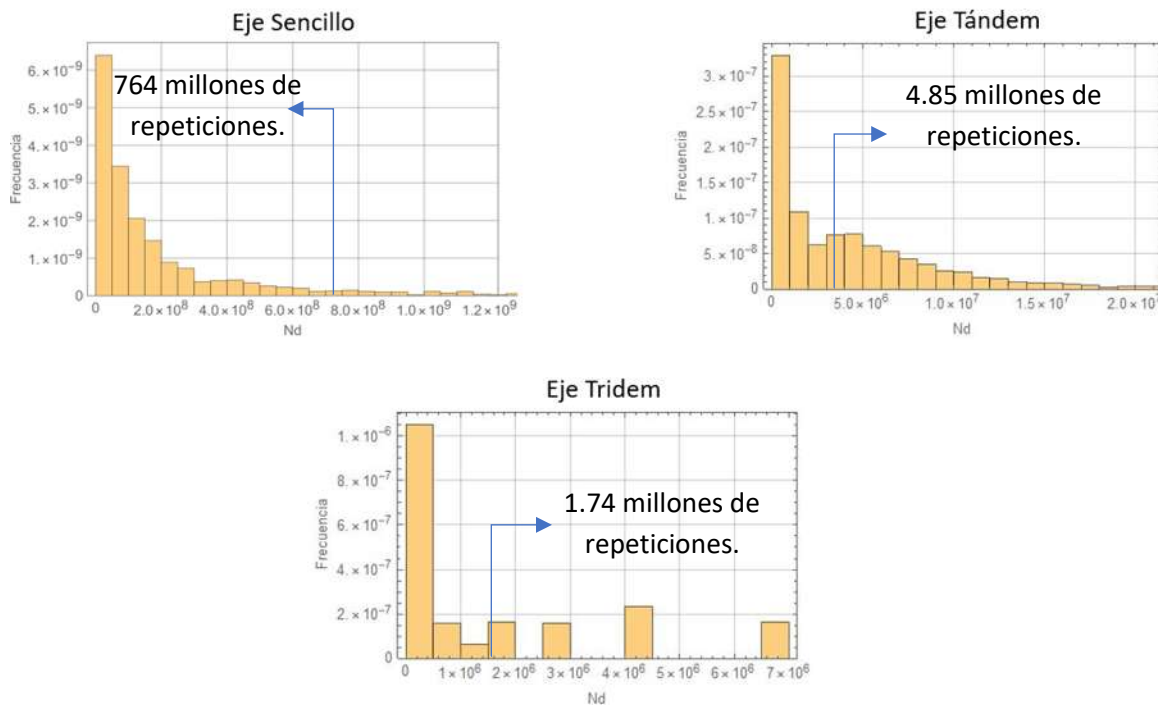 Eje Sencillo
6.×10⁻⁹
5.×10⁻⁹
4.×10⁻⁹
3.×10⁻⁹
2.×10⁻⁹
1.×10⁻⁹
0
Frecuencia
764 millones de
repeticiones.
0 2.0×10⁸ 4.0×10⁸ 6.0×10⁸ 8.0×10⁸ 1.0×10⁹ 1.2×10⁹
Nd
Eje Tándem
3.×10⁻⁷
2.5×10⁻⁷
2.×10⁻⁷
1.5×10⁻⁷
1.×10⁻⁷
5.×10⁻⁸
0
Frecuencia
4.85 millones de
repeticiones.
0 5.0×10⁶ 1.0×10⁷ 1.5×10⁷ 2.0×10⁷
Nd
Eje Tridem
1.×10⁻⁶
8.×10⁻⁷
6.×10⁻⁷
4.×10⁻⁷
2.×10⁻⁷
0
Frecuencia
1.74 millones de
repeticiones.
0 1.×10⁶ 2.×10⁶ 3.×10⁶ 4.×10⁶ 5.×10⁶ 6.×10⁶ 7.×10⁶
Nd